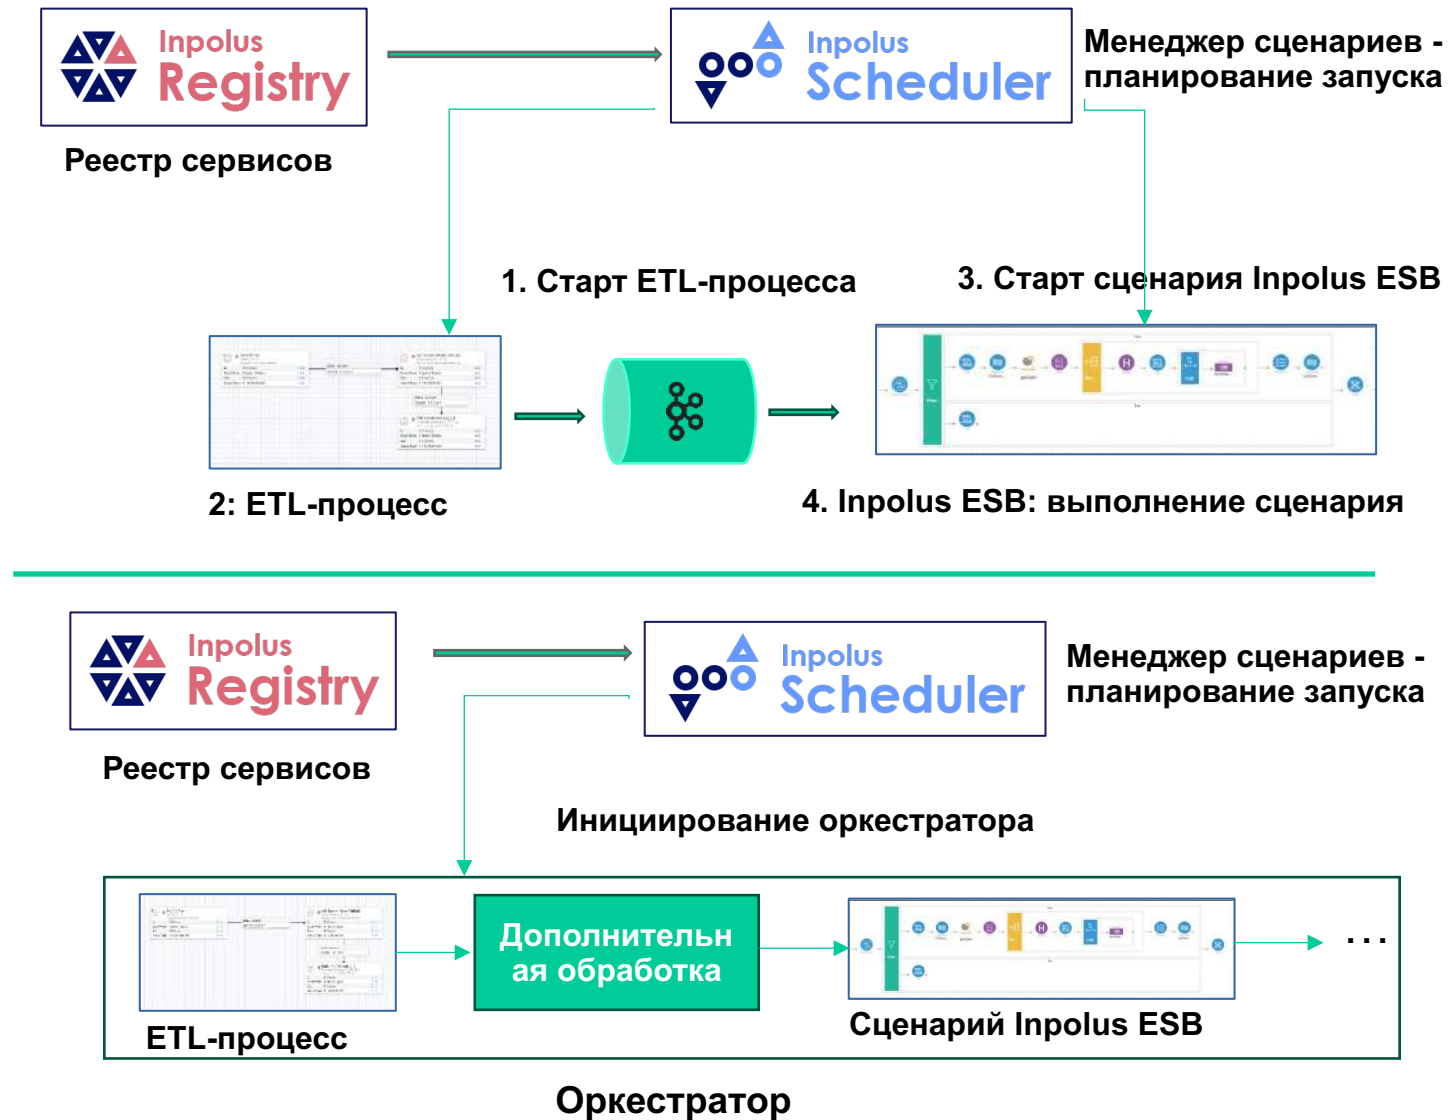 Inpolus
Registry
Inpolus
Scheduler
Менеджер сценариев -
планирование запуска
Реестр сервисов
1. Старт ETL-процесса
3. Старт сценария Inpolus ESB
2: ETL-процесс
4. Inpolus ESB: выполнение сценария
Inpolus
Registry
Inpolus
Scheduler
Менеджер сценариев -
планирование запуска
Реестр сервисов
Инициирование оркестратора
Дополнительн
ая обработка
...
ETL-процесс
Сценарий Inpolus ESB
Оркестратор